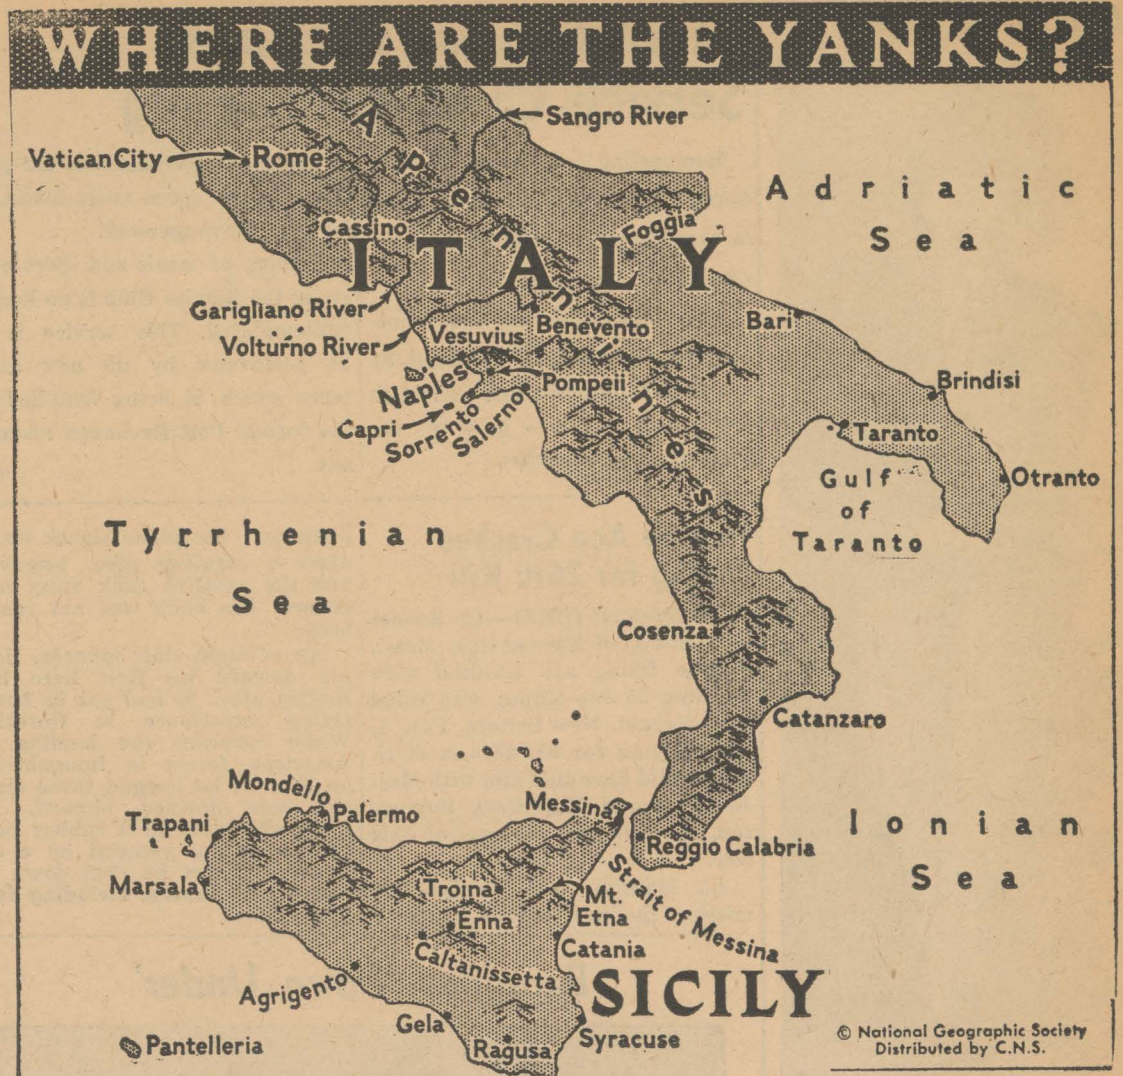 WHERE ARE THE YANKS?
Sangro River
Vatican City
Rome
Apennines
Adriatic
Sea
Foggia
Cassino
ITALY
Garigliano River
Volturno River
Vesuvius
Benevento
Bari
Naples
Pompeii
Brindisi
Capri
Sorrento
Salerno
Taranto
Otranto
Gulf
of
Taranto
Tyrrhenian
Sea
Cosenza
Catanzaro
Mondello
Palermo
Messina
Trapani
Reggio Calabria
Ionian
Sea
Marsala
Troina
Mt.
Etna
Strait of Messina
Enna
Catania
Caltanissetta
Agrigento
SICILY
Gela
Syracuse
Ragusa
Pantelleria
© National Geographic Society
Distributed by C.N.S.